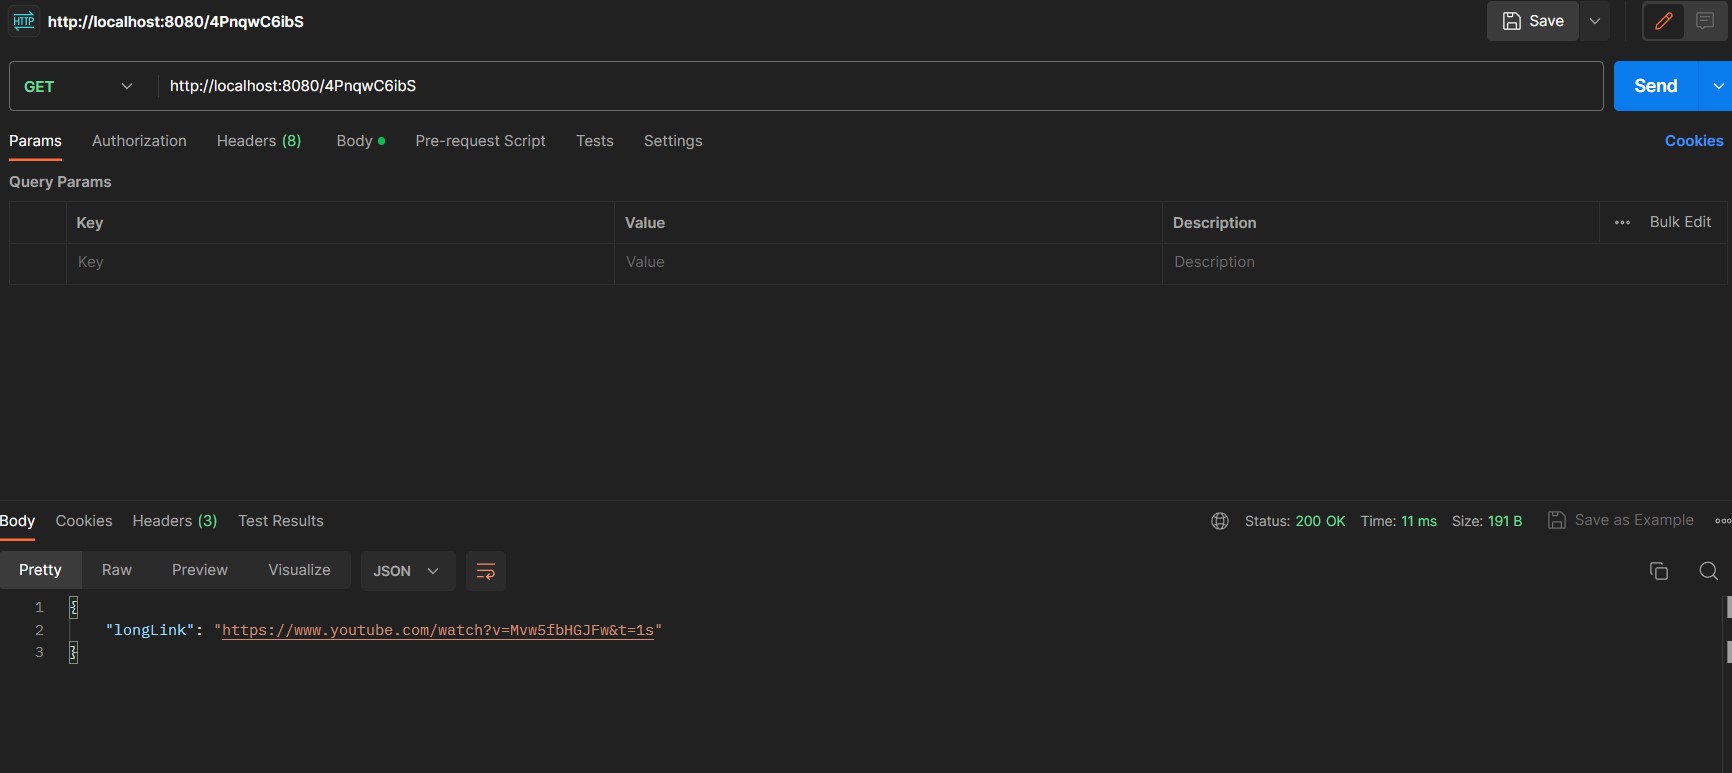 HTTP http://localhost:8080/4PnqwC6ibS Save
GET http://localhost:8080/4PnqwC6ibS Send
Params Authorization Headers (8) Body Pre-request Script Tests Settings Cookies
Query Params
Key Value Description Bulk Edit
Key Value Description
Body Cookies Headers (3) Test Results Status: 200 OK Time: 11 ms Size: 191 B Save as Example
Pretty Raw Preview Visualize JSON
1 {
2 "longLink": "https://www.youtube.com/watch?v=Mvw5fbHGJFw&t=1s"
3 }